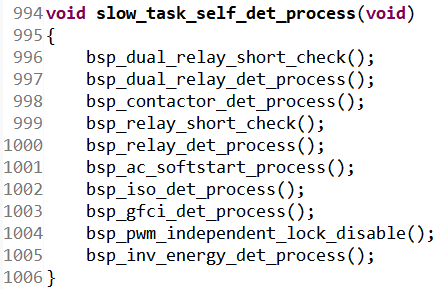 994 void slow_task_self_det_process(void)
995 {
996     bsp_dual_relay_short_check();
997     bsp_dual_relay_det_process();
998     bsp_contactor_det_process();
999     bsp_relay_short_check();
1000     bsp_relay_det_process();
1001     bsp_ac_softstart_process();
1002     bsp_iso_det_process();
1003     bsp_gfci_det_process();
1004     bsp_pwm_independent_lock_disable();
1005     bsp_inv_energy_det_process();
1006 }